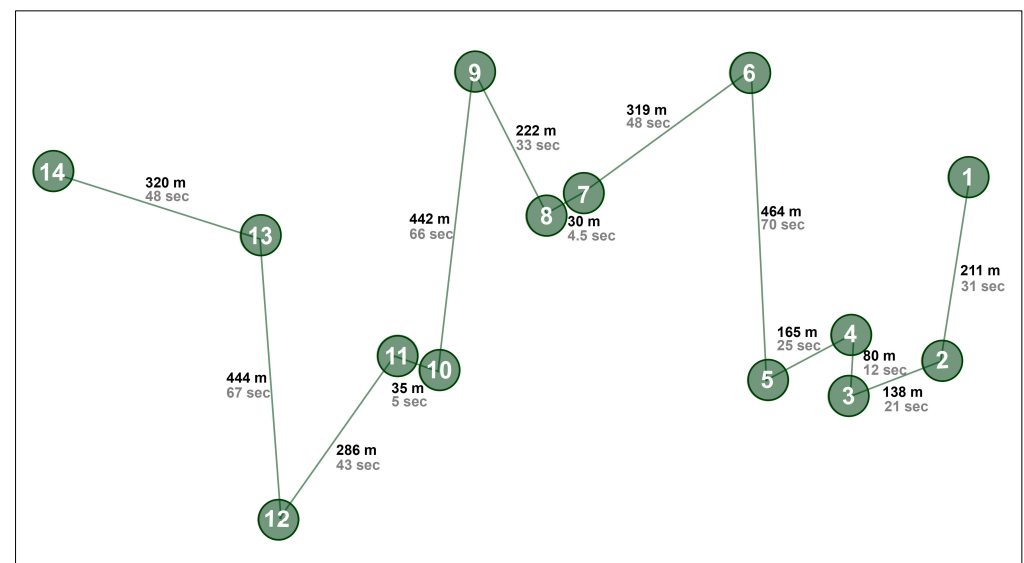 9
6
319 m
48 sec
222 m
33 sec
14
320 m
48 sec
1
7
8
30 m
4.5 sec
464 m
70 sec
442 m
66 sec
13
211 m
31 sec
4
165 m
25 sec
11
10
80 m
12 sec
2
5
3
138 m
21 sec
35 m
5 sec
444 m
67 sec
286 m
43 sec
12